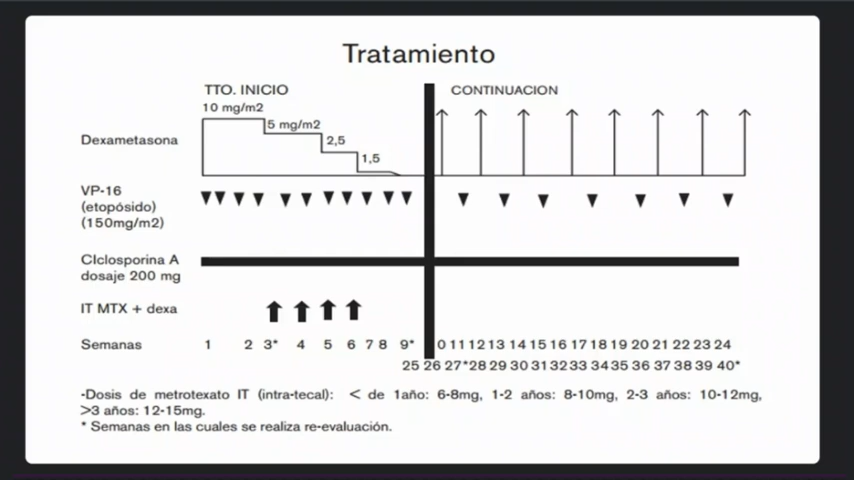 Tratamiento
TTO. INICIO
CONTINUACION
10 mg/m2
5 mg/m2
2,5
1,5
Dexametasona
VP-16
(etopósido)
(150mg/m2)
CIclosporina A
dosaje 200 mg
IT MTX + dexa
Semanas 1 2 3* 4 5 6 7 8 9* 0 11 12 13 14 15 16 17 18 19 20 21 22 23 24
25 26 27*28 29 30 31 32 33 34 35 36 37 38 39 40*
-Dosis de metrotexato IT (intra-tecal): < de 1año: 6-8mg, 1-2 años: 8-10mg, 2-3 años: 10-12mg,
>3 años: 12-15mg.
* Semanas en las cuales se realiza re-evaluación.